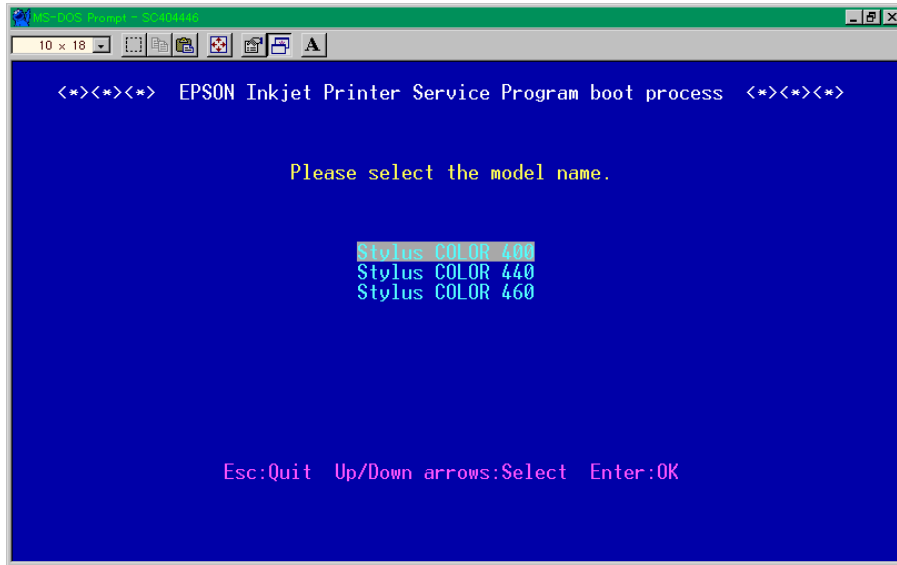 MS-DOS Prompt - SC404446
10 x 18
A
<*><*><*> EPSON Inkjet Printer Service Program boot process <*><*><*>
Please select the model name.
Stylus COLOR 400
Stylus COLOR 440
Stylus COLOR 460
Esc:Quit Up/Down arrows:Select Enter:OK